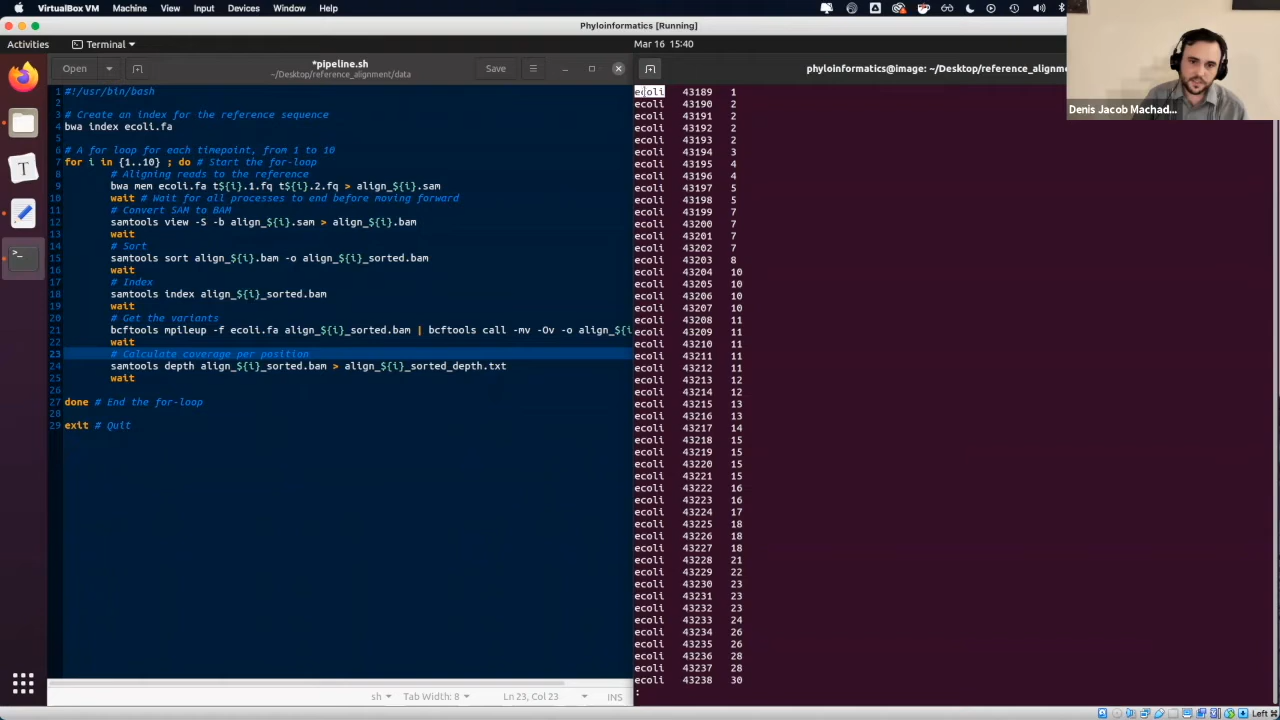 VirtualBox VM Machine View Input Devices Window Help
Phyloinformatics [Running]
Activities Terminal Mar 16 15:40
Open *pipeline.sh Save
~/Desktop/reference_alignment/data
phyloinformatics@image: ~/Desktop/reference_alignm
Denis Jacob Machad...
1 #!/usr/bin/bash
2
3 # Create an index for the reference sequence
4 bwa index ecoli.fa
5
6 # A for loop for each timepoint, from 1 to 10
7 for i in {1..10} ; do # Start the for-loop
8 # Aligning reads to the reference
9 bwa mem ecoli.fa t${i}.1.fq t${i}.2.fq > align_${i}.sam
10 wait # Wait for all processes to end before moving forward
11 # Convert SAM to BAM
12 samtools view -S -b align_${i}.sam > align_${i}.bam
13 wait
14 # Sort
15 samtools sort align_${i}.bam -o align_${i}_sorted.bam
16 wait
17 # Index
18 samtools index align_${i}_sorted.bam
19 wait
20 # Get the variants
21 bcftools mpileup -f ecoli.fa align_${i}_sorted.bam | bcftools call -mv -Ov -o align_${i
22 wait
23 # Calculate coverage per position
24 samtools depth align_${i}_sorted.bam > align_${i}_sorted_depth.txt
25 wait
26
27 done # End the for-loop
28
29 exit # Quit
sh Tab Width: 8 Ln 23, Col 23 INS
ecoli 43189 1
ecoli 43190 2
ecoli 43191 2
ecoli 43192 2
ecoli 43193 2
ecoli 43194 3
ecoli 43195 4
ecoli 43196 4
ecoli 43197 5
ecoli 43198 5
ecoli 43199 7
ecoli 43200 7
ecoli 43201 7
ecoli 43202 7
ecoli 43203 8
ecoli 43204 10
ecoli 43205 10
ecoli 43206 10
ecoli 43207 10
ecoli 43208 11
ecoli 43209 11
ecoli 43210 11
ecoli 43211 11
ecoli 43212 11
ecoli 43213 12
ecoli 43214 12
ecoli 43215 13
ecoli 43216 13
ecoli 43217 14
ecoli 43218 15
ecoli 43219 15
ecoli 43220 15
ecoli 43221 15
ecoli 43222 16
ecoli 43223 16
ecoli 43224 17
ecoli 43225 18
ecoli 43226 18
ecoli 43227 18
ecoli 43228 21
ecoli 43229 22
ecoli 43230 23
ecoli 43231 23
ecoli 43232 23
ecoli 43233 24
ecoli 43234 26
ecoli 43235 26
ecoli 43236 28
ecoli 43237 28
ecoli 43238 30
:
Left ⌘